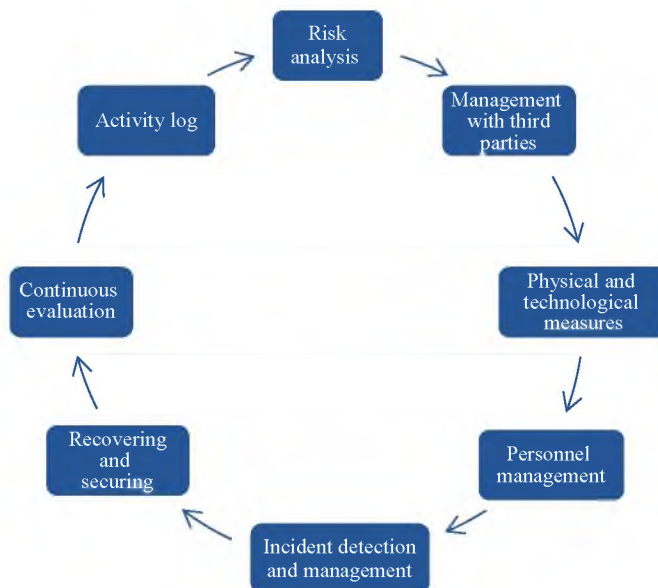 Risk
analysis
Management
with third
parties
Physical and
technological
measures
Personnel
management
Incident detection
and management
Recovering
and
securing
Continuous
evaluation
Activity log